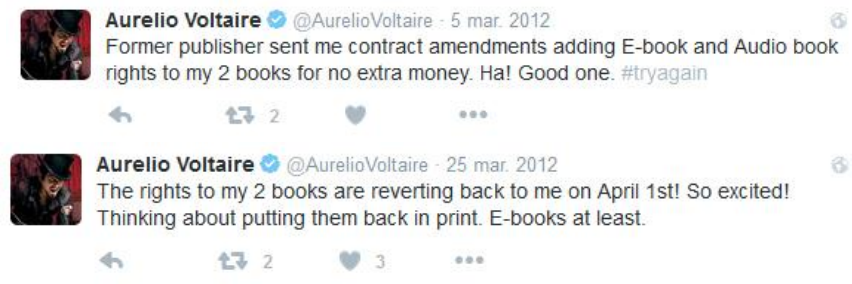 Aurelio Voltaire @AurelioVoltaire · 5 mar. 2012
Former publisher sent me contract amendments adding E-book and Audio book
rights to my 2 books for no extra money. Ha! Good one. #tryagain
2
Aurelio Voltaire @AurelioVoltaire · 25 mar. 2012
The rights to my 2 books are reverting back to me on April 1st! So excited!
Thinking about putting them back in print. E-books at least.
2 3